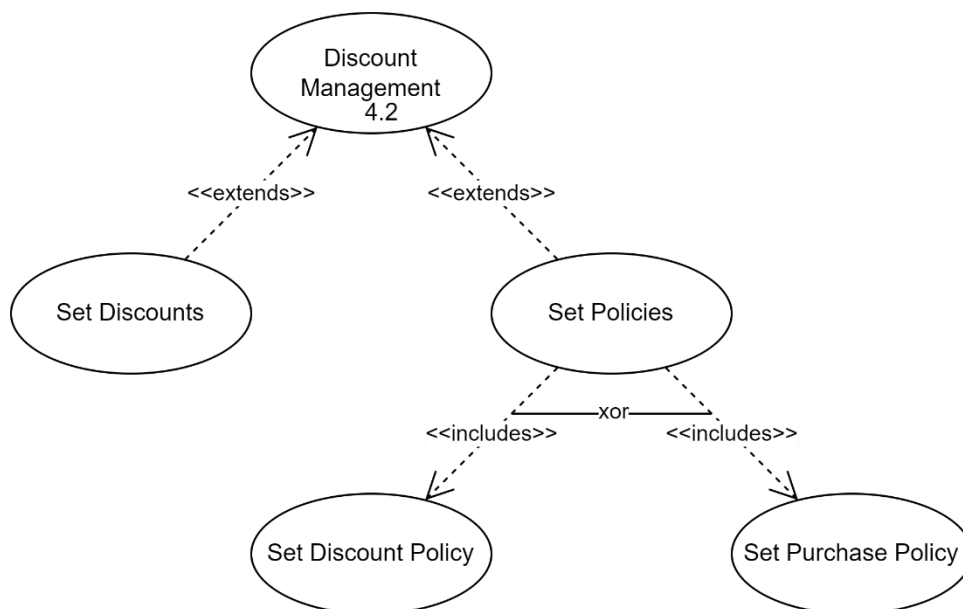 Discount
Management
4.2
<<extends>>
<<extends>>
Set Discounts
Set Policies
xor
<<includes>>
<<includes>>
Set Discount Policy
Set Purchase Policy